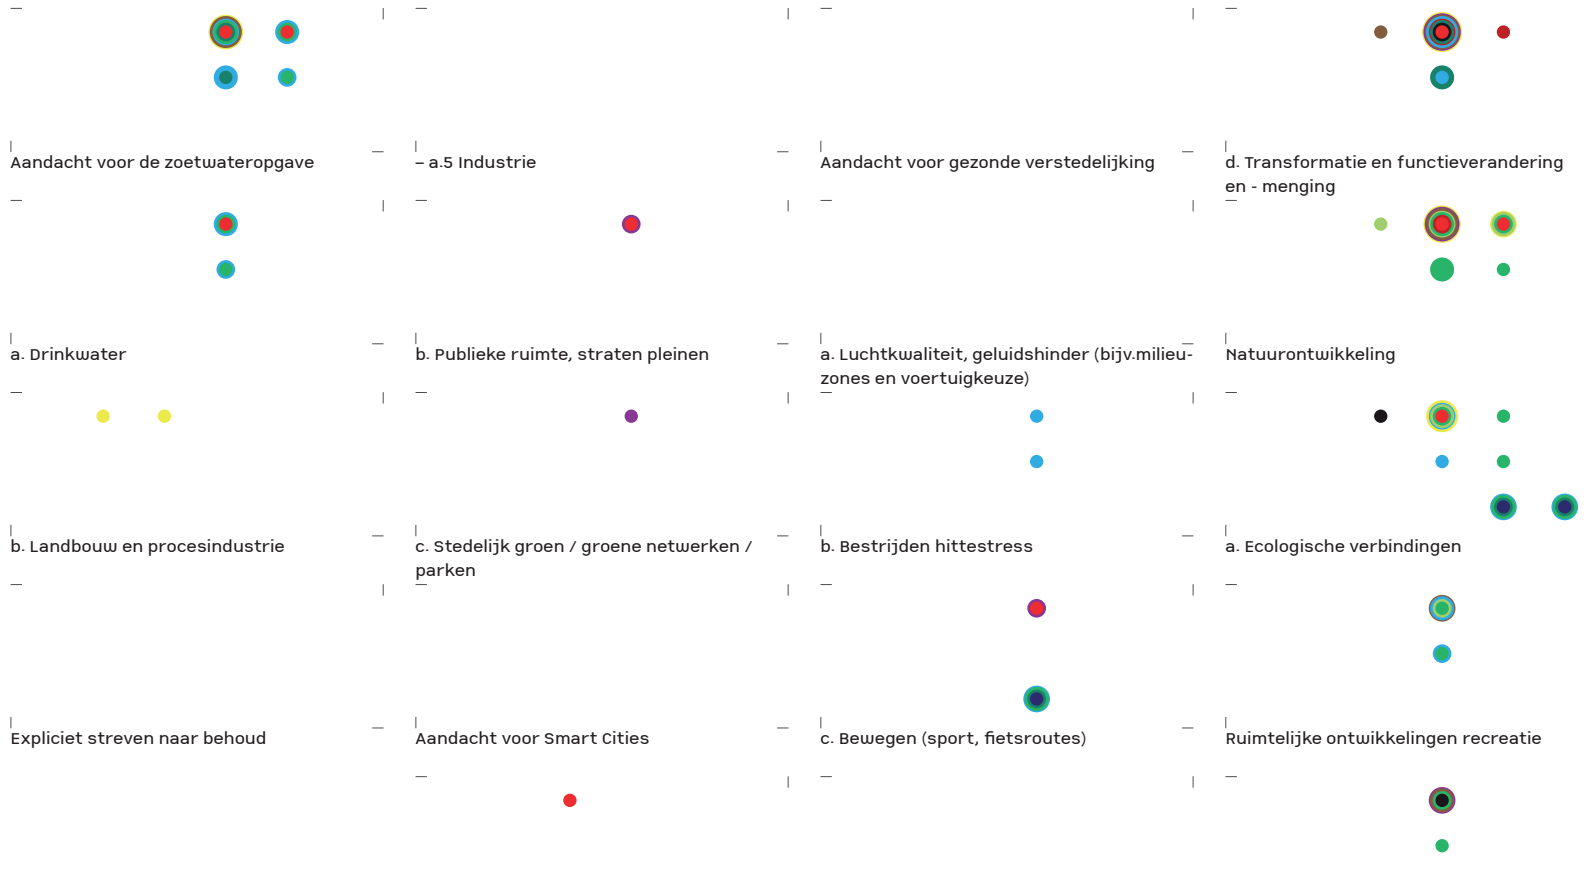 Aandacht voor de zoetwateropgave
– a.5 Industrie
Aandacht voor gezonde verstedelijking
d. Transformatie en functieverandering
en - menging
a. Drinkwater
b. Publieke ruimte, straten pleinen
a. Luchtkwaliteit, geluidshinder (bijv.milieu-
zones en voertuigkeuze)
Natuurontwikkeling
b. Landbouw en procesindustrie
c. Stedelijk groen / groene netwerken /
parken
b. Bestrijden hittestress
a. Ecologische verbindingen
Expliciet streven naar behoud
Aandacht voor Smart Cities
c. Bewegen (sport, fietsroutes)
Ruimtelijke ontwikkelingen recreatie